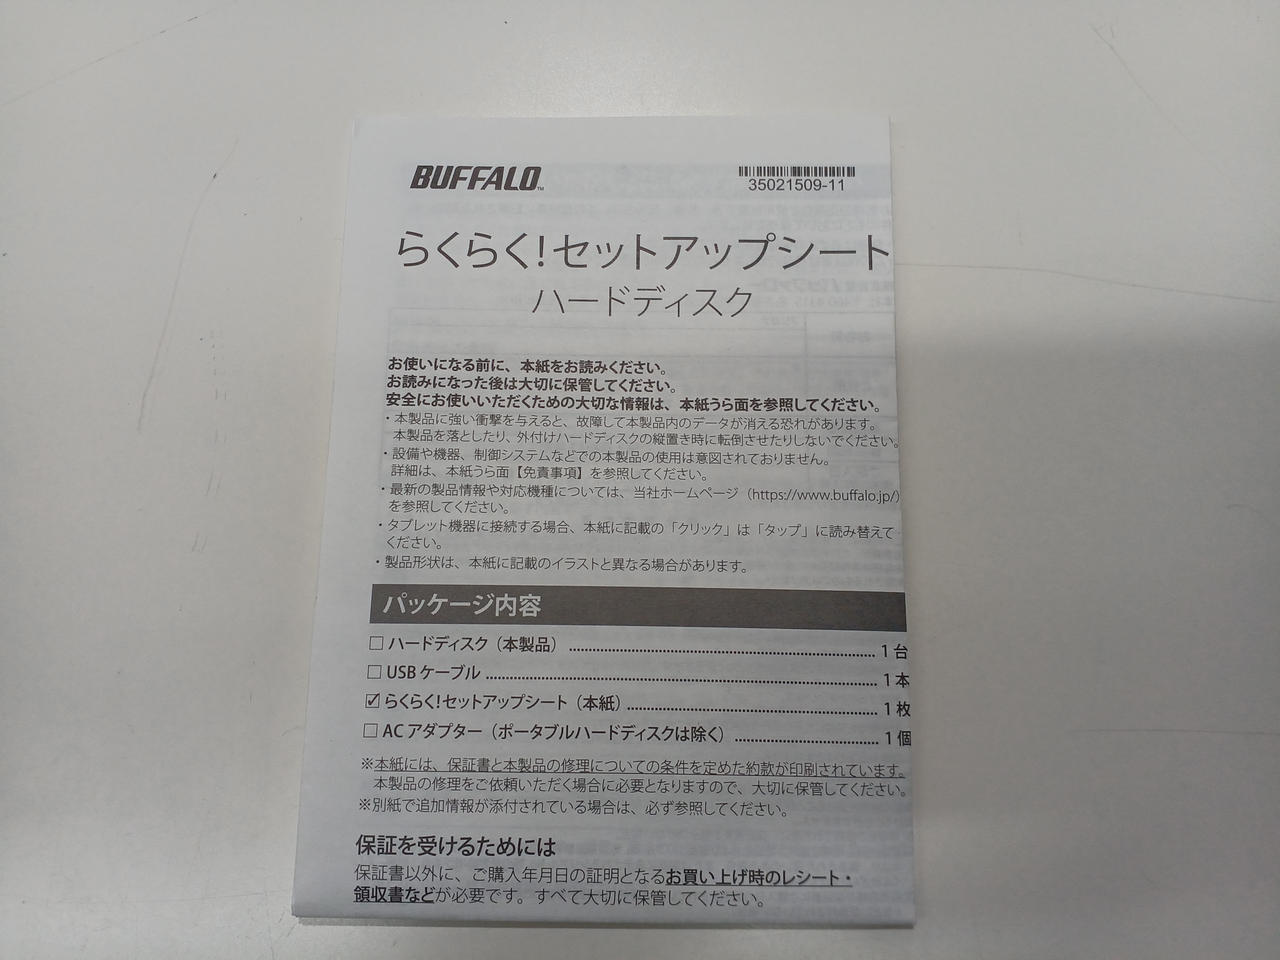 BUFFALO™
35021509-11
らくらく！セットアップシート
ハードディスク
お使いになる前に、本紙をお読みください。
お読みになった後は大切に保管してください。
安全にお使いいただくための大切な情報は、本紙うら面を参照してください。
・本製品に強い衝撃を与えると、故障して本製品内のデータが消える恐れがあります。
本製品を落としたり、外付けハードディスクの縦置き時に転倒させたりしないでください。
・設備や機器、制御システムなどでの本製品の使用は意図されておりません。
詳細は、本紙うら面【免責事項】を参照してください。
・最新の製品情報や対応機種については、当社ホームページ（https://www.buffalo.jp/）
を参照してください。
・タブレット機器に接続する場合、本紙に記載の「クリック」は「タップ」に読み替えて
ください。
・製品形状は、本紙に記載のイラストと異なる場合があります。
パッケージ内容
□ ハードディスク（本製品） ........ 1 台
□ USB ケーブル ........ 1 本
☑ らくらく！セットアップシート（本紙） ........ 1 枚
□ AC アダプター（ポータブルハードディスクは除く） ........ 1 個
※本紙には、保証書と本製品の修理についての条件を定めた約款が印刷されています。
本製品の修理をご依頼いただく場合に必要となりますので、大切に保管してください。
※別紙で追加情報が添付されている場合は、必ず参照してください。
保証を受けるためには
保証書以外に、ご購入年月日の証明となるお買い上げ時のレシート・
領収書などが必要です。すべて大切に保管してください。